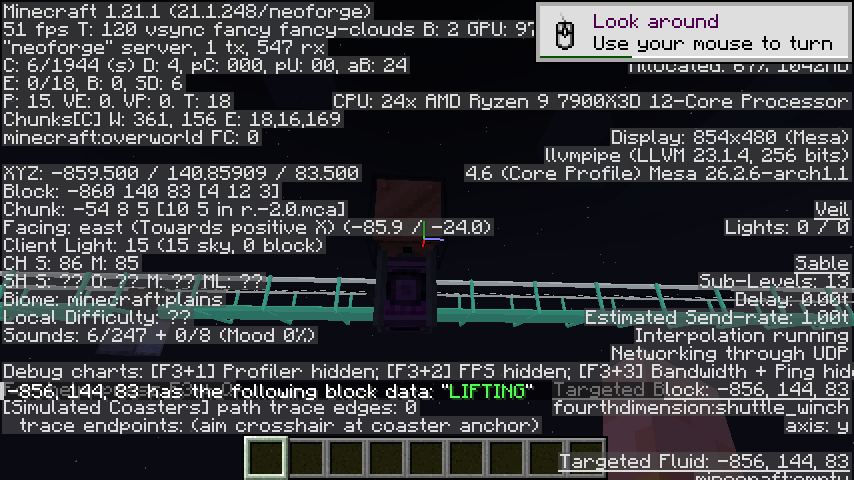 Minecraft 1.21.1 (21.1.248/neoforge)
51 fps T: 120 vsync fancy fancy-clouds B: 2 GPU: 97
"neoforge" server, 1 tx, 547 rx
C: 6/1944 (s) D: 4, pC: 000, pU: 00, aB: 24
E: 0/18, B: 0, SD: 6
P: 15. VE: 0. VP: 0. T: 18
Chunks[C] W: 361, 156 E: 18,16,169
minecraft:overworld FC: 0
XYZ: -859.500 / 140.85909 / 83.500
Block: -860 140 83 [4 12 3]
Chunk: -54 8 5 [10 5 in r.-2.0.mca]
Facing: east (Towards positive X) (-85.9 / -24.0)
Client Light: 15 (15 sky, 0 block)
CH S: 86 M: 85
SH S: ?? O: ?? M: ?? ML: ??
Biome: minecraft:plains
Local Difficulty: ??
Sounds: 6/247 + 0/8 (Mood 0%)
Debug charts: [F3+1] Profiler hidden; [F3+2] FPS hidden; [F3+3] Bandwidth + Ping hid
-856, 144, 83 has the following block data: "LIFTING"
[Simulated Coasters] path trace edges: 0
trace endpoints: (aim crosshair at coaster anchor)
Look around
Use your mouse to turn
Allocated: 67% 1042MB
CPU: 24x AMD Ryzen 9 7900X3D 12-Core Processor
Display: 854x480 (Mesa)
llvmpipe (LLVM 23.1.4, 256 bits)
4.6 (Core Profile) Mesa 26.2.6-arch1.1
Veil
Lights: 0 / 0
Sable
Sub-Levels: 13
Delay: 0.00t
Estimated Send-rate: 1.00t
Interpolation running
Networking through UDP
Targeted Block: -856, 144, 83
fourthdimension:shuttle_winch
axis: y
Targeted Fluid: -856, 144, 83
minecraft:empty